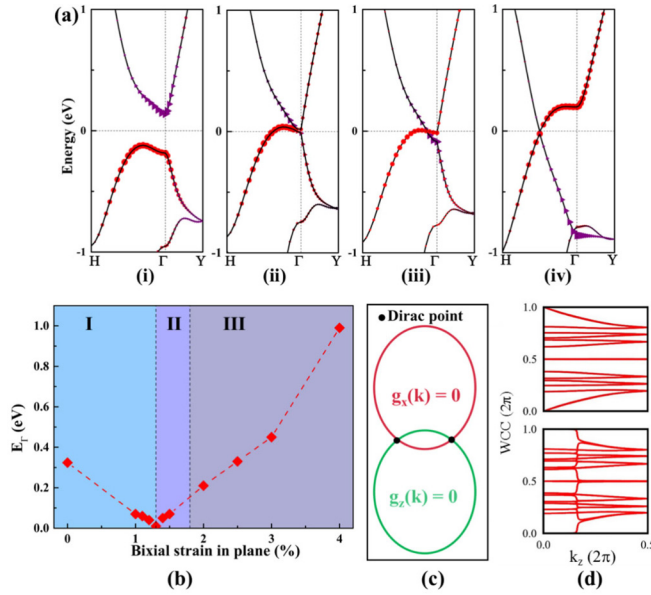 (a)
1 1 1 1
Energy (eV)
0 0 0 0
-1 -1 -1 -1
H Γ Y H Γ Y H Γ Y H Γ Y
(i) (ii) (iii) (iv)
I II III
E_Γ (eV)
1.0
0.8
0.6
0.4
0.2
0.0
0 1 2 3 4
Bixial strain in plane (%)
(b)
Dirac point
g_x(k) = 0
g_z(k) = 0
(c)
WCC (2π)
1.0
0.5
0.0
1.0
0.5
0.0
0.0 0.5
k_z (2π)
(d)